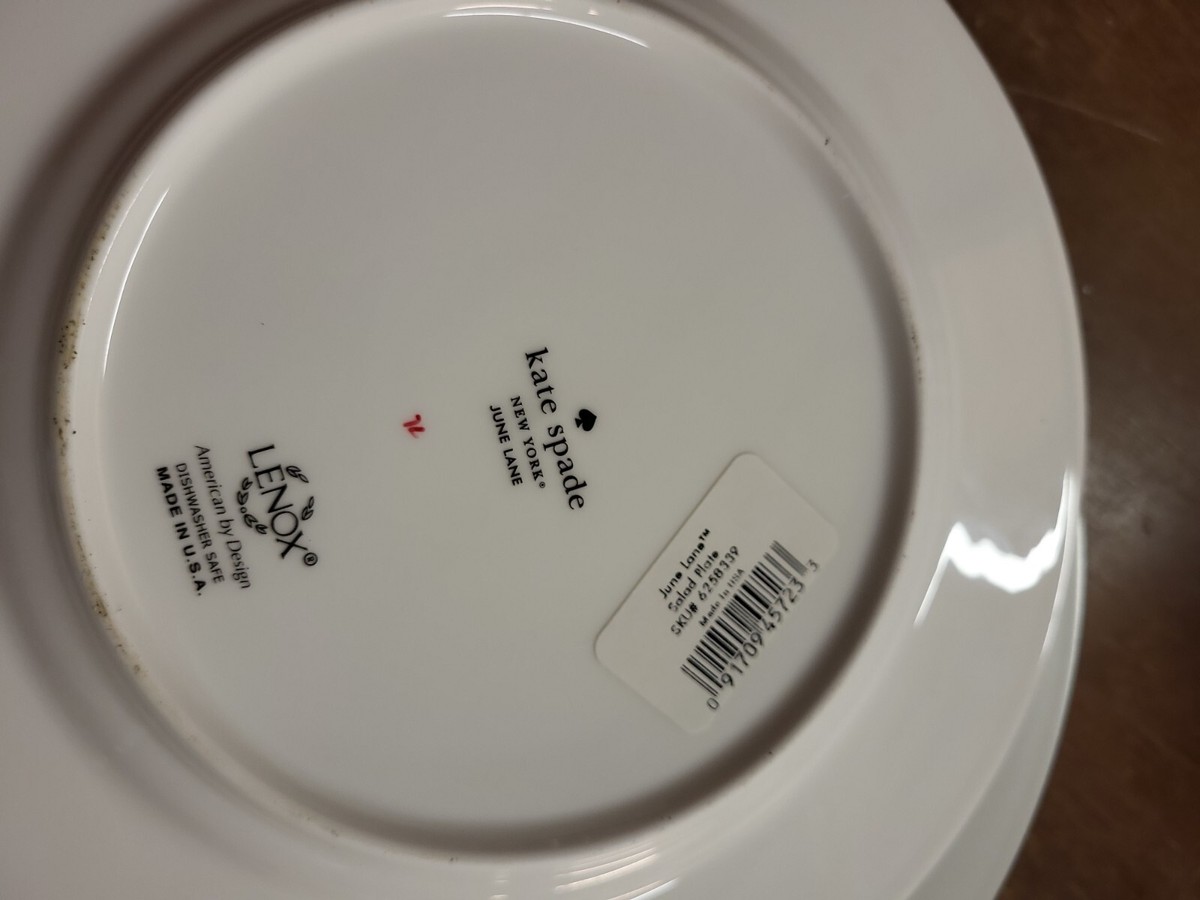 kate spade
NEW YORK®
JUNE LANE
LENOX®
American by Design
DISHWASHER SAFE
MADE IN U.S.A.
June Lane™
Salad Plate
SKU# 6258339
Made in USA
0 91709 45723 3